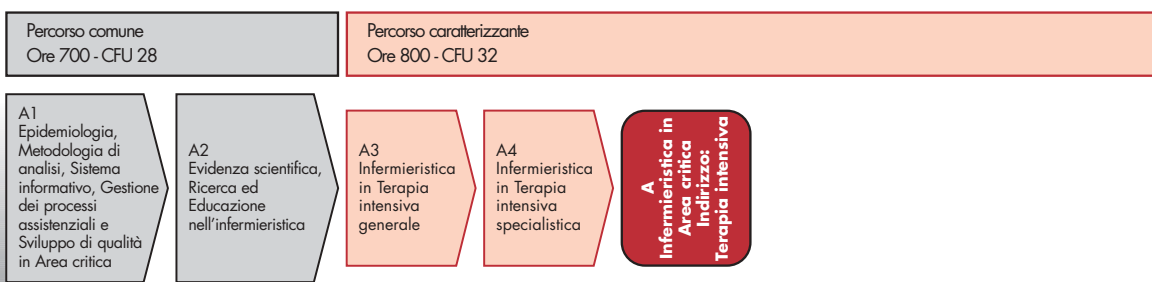 Percorso comune
Ore 700 - CFU 28
Percorso caratterizzante
Ore 800 - CFU 32
A1
Epidemiologia,
Metodologia di
analisi, Sistema
informativo, Gestione
dei processi
assistenziali e
Sviluppo di qualità
in Area critica
A2
Evidenza scientifica,
Ricerca ed
Educazione
nell'infermieristica
A3
Infermieristica
in Terapia
intensiva
generale
A4
Infermieristica
in Terapia
intensiva
specialistica
A
Infermieristica in
Area critica
Indirizzo:
Terapia intensiva